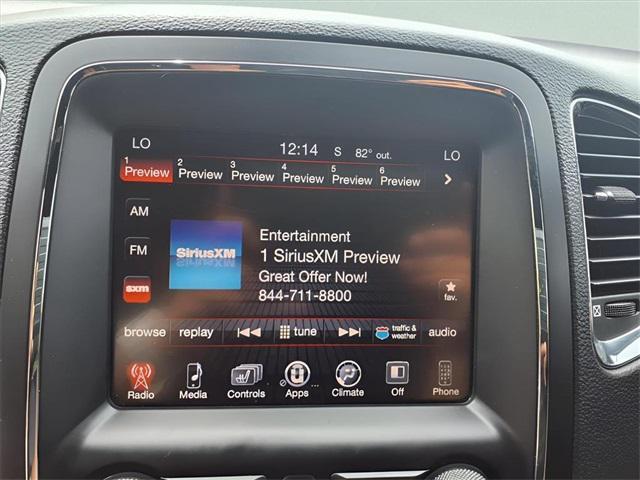 LO 12:14 S 82° out. LO
1 Preview 2 Preview 3 Preview 4 Preview 5 Preview 6 Preview
AM
FM
sxm
SiriusXM
Entertainment
1 SiriusXM Preview
Great Offer Now!
844-711-8800
fav.
browse replay tune traffic & weather audio
Radio Media Controls Apps ... Climate Off Phone